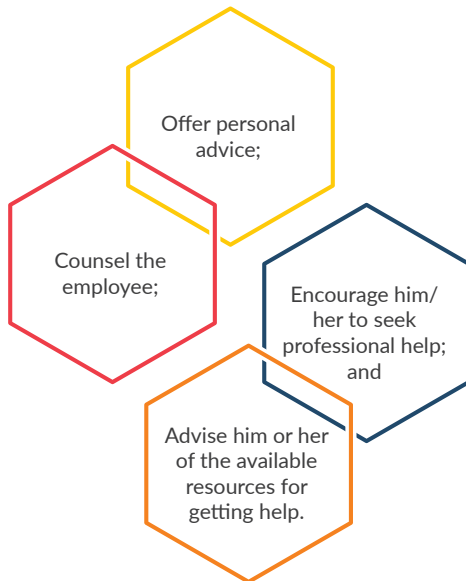 Offer personal
advice;
Counsel the
employee;
Encourage him/
her to seek
professional help;
and
Advise him or her
of the available
resources for
getting help.